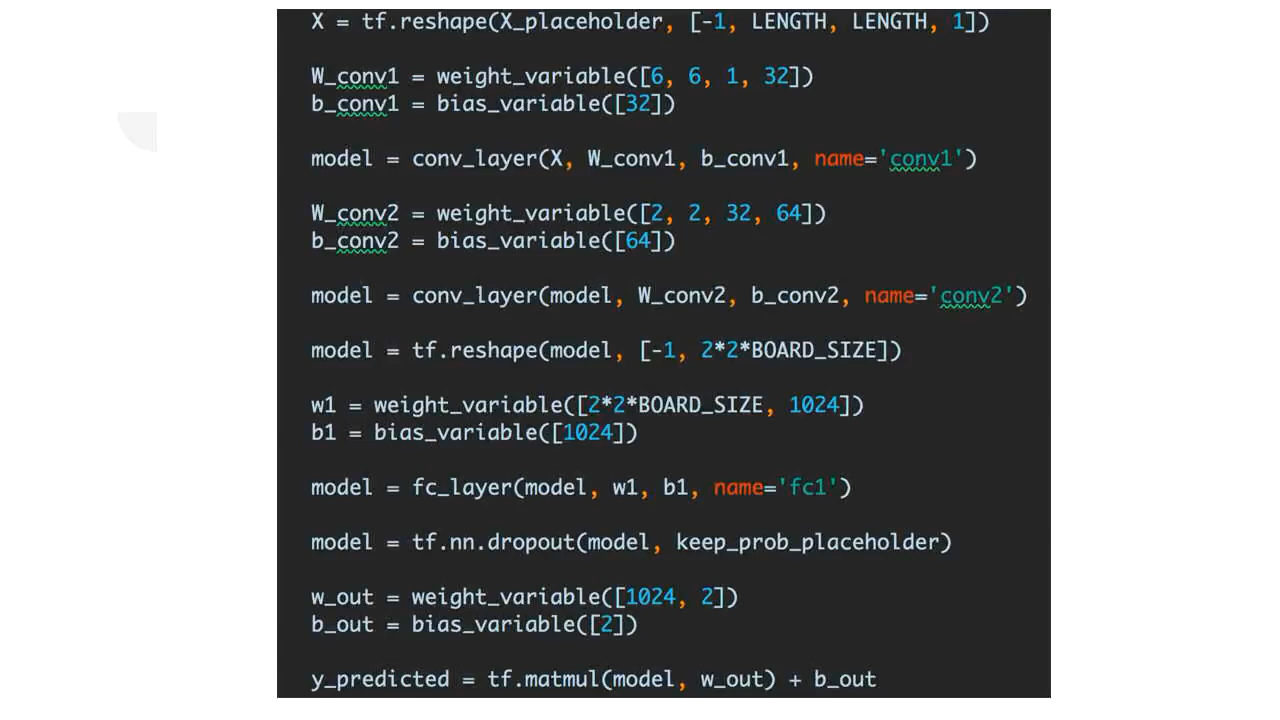 X = tf.reshape(X_placeholder, [-1, LENGTH, LENGTH, 1])
W_conv1 = weight_variable([6, 6, 1, 32])
b_conv1 = bias_variable([32])
model = conv_layer(X, W_conv1, b_conv1, name='conv1')
W_conv2 = weight_variable([2, 2, 32, 64])
b_conv2 = bias_variable([64])
model = conv_layer(model, W_conv2, b_conv2, name='conv2')
model = tf.reshape(model, [-1, 2*2*BOARD_SIZE])
w1 = weight_variable([2*2*BOARD_SIZE, 1024])
b1 = bias_variable([1024])
model = fc_layer(model, w1, b1, name='fc1')
model = tf.nn.dropout(model, keep_prob_placeholder)
w_out = weight_variable([1024, 2])
b_out = bias_variable([2])
y_predicted = tf.matmul(model, w_out) + b_out